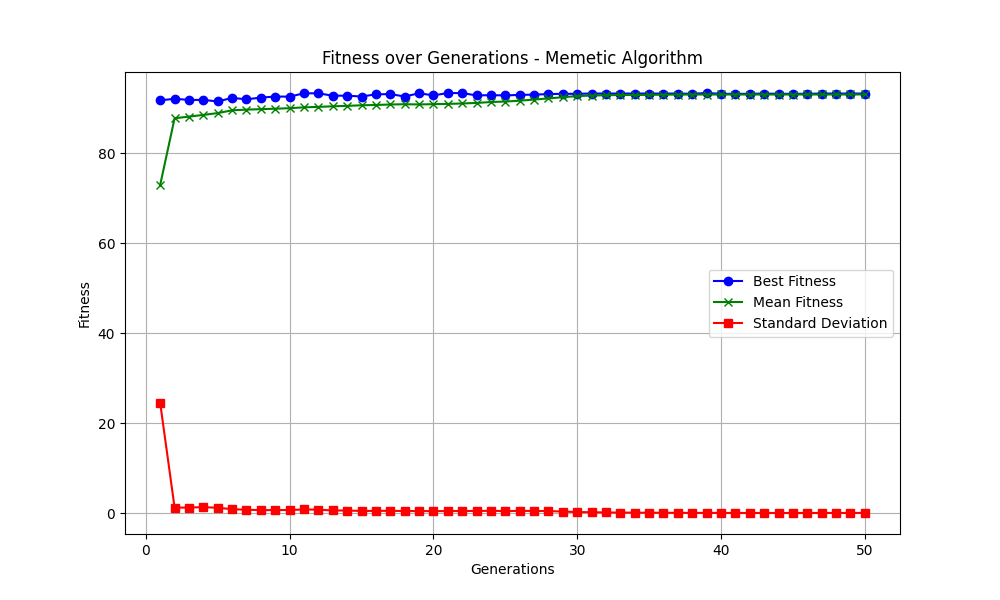 Fitness over Generations - Memetic Algorithm
Fitness
80
60
40
20
0
Best Fitness
Mean Fitness
Standard Deviation
0 10 20 30 40 50
Generations